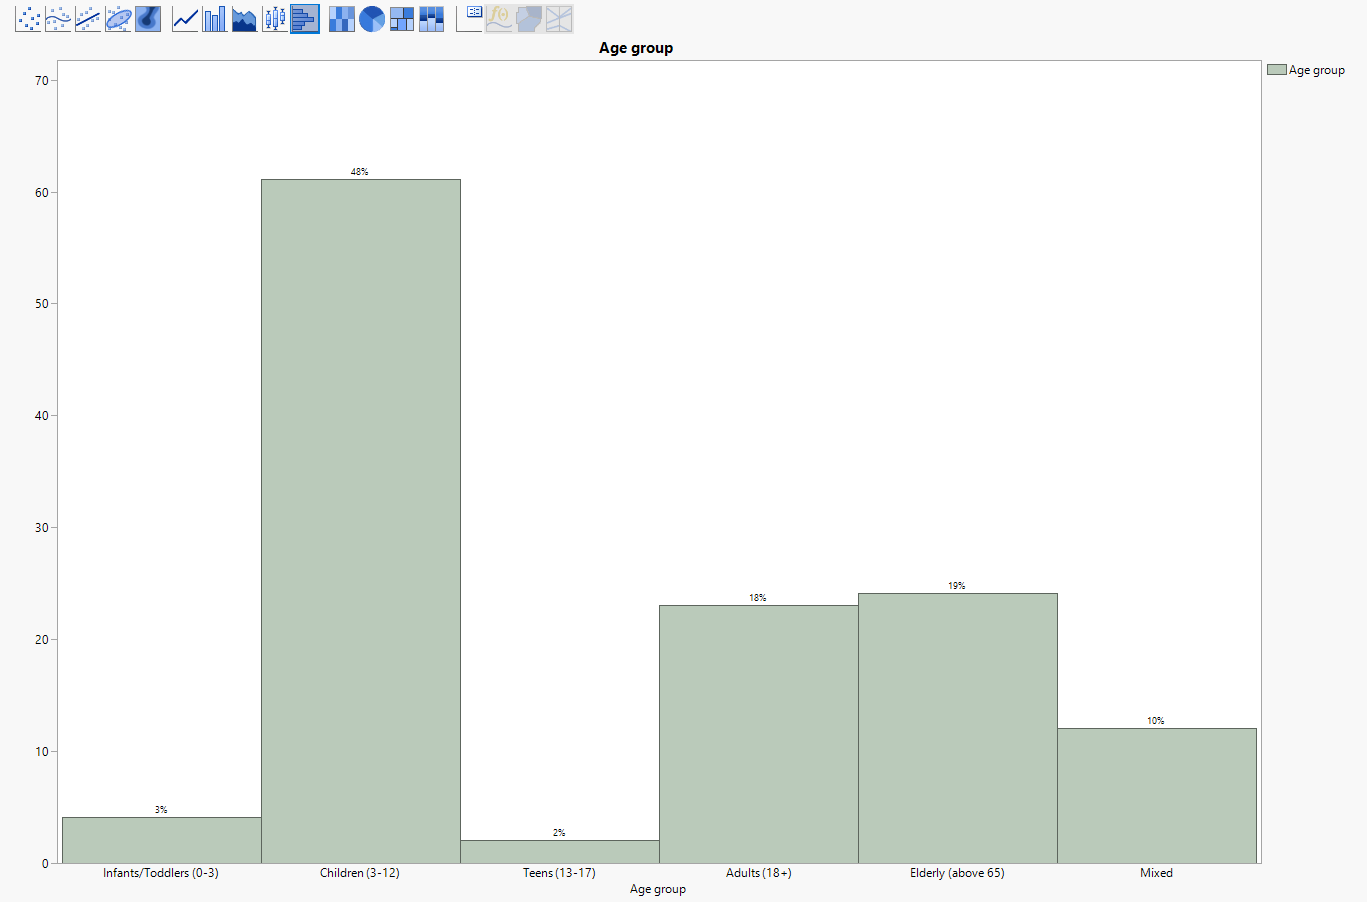 Age group
Age group
70
60
50
40
30
20
10
0
48%
19%
18%
10%
3%
2%
Infants/Toddlers (0-3)
Children (3-12)
Teens (13-17)
Adults (18+)
Elderly (above 65)
Mixed
Age group